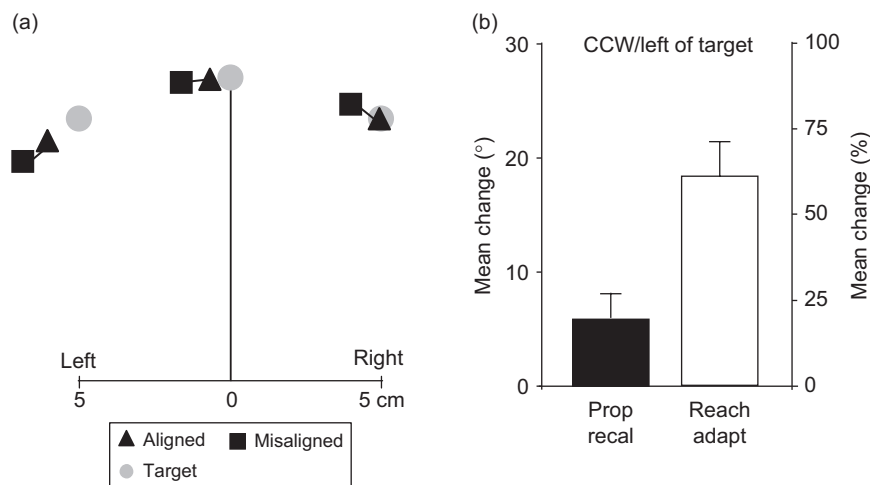 (a)
Left
Right
5
0
5 cm
Aligned
Misaligned
Target
(b)
CCW/left of target
Mean change (°)
30
20
10
0
Prop
recal
Reach
adapt
100
75
50
25
0
Mean change (%)